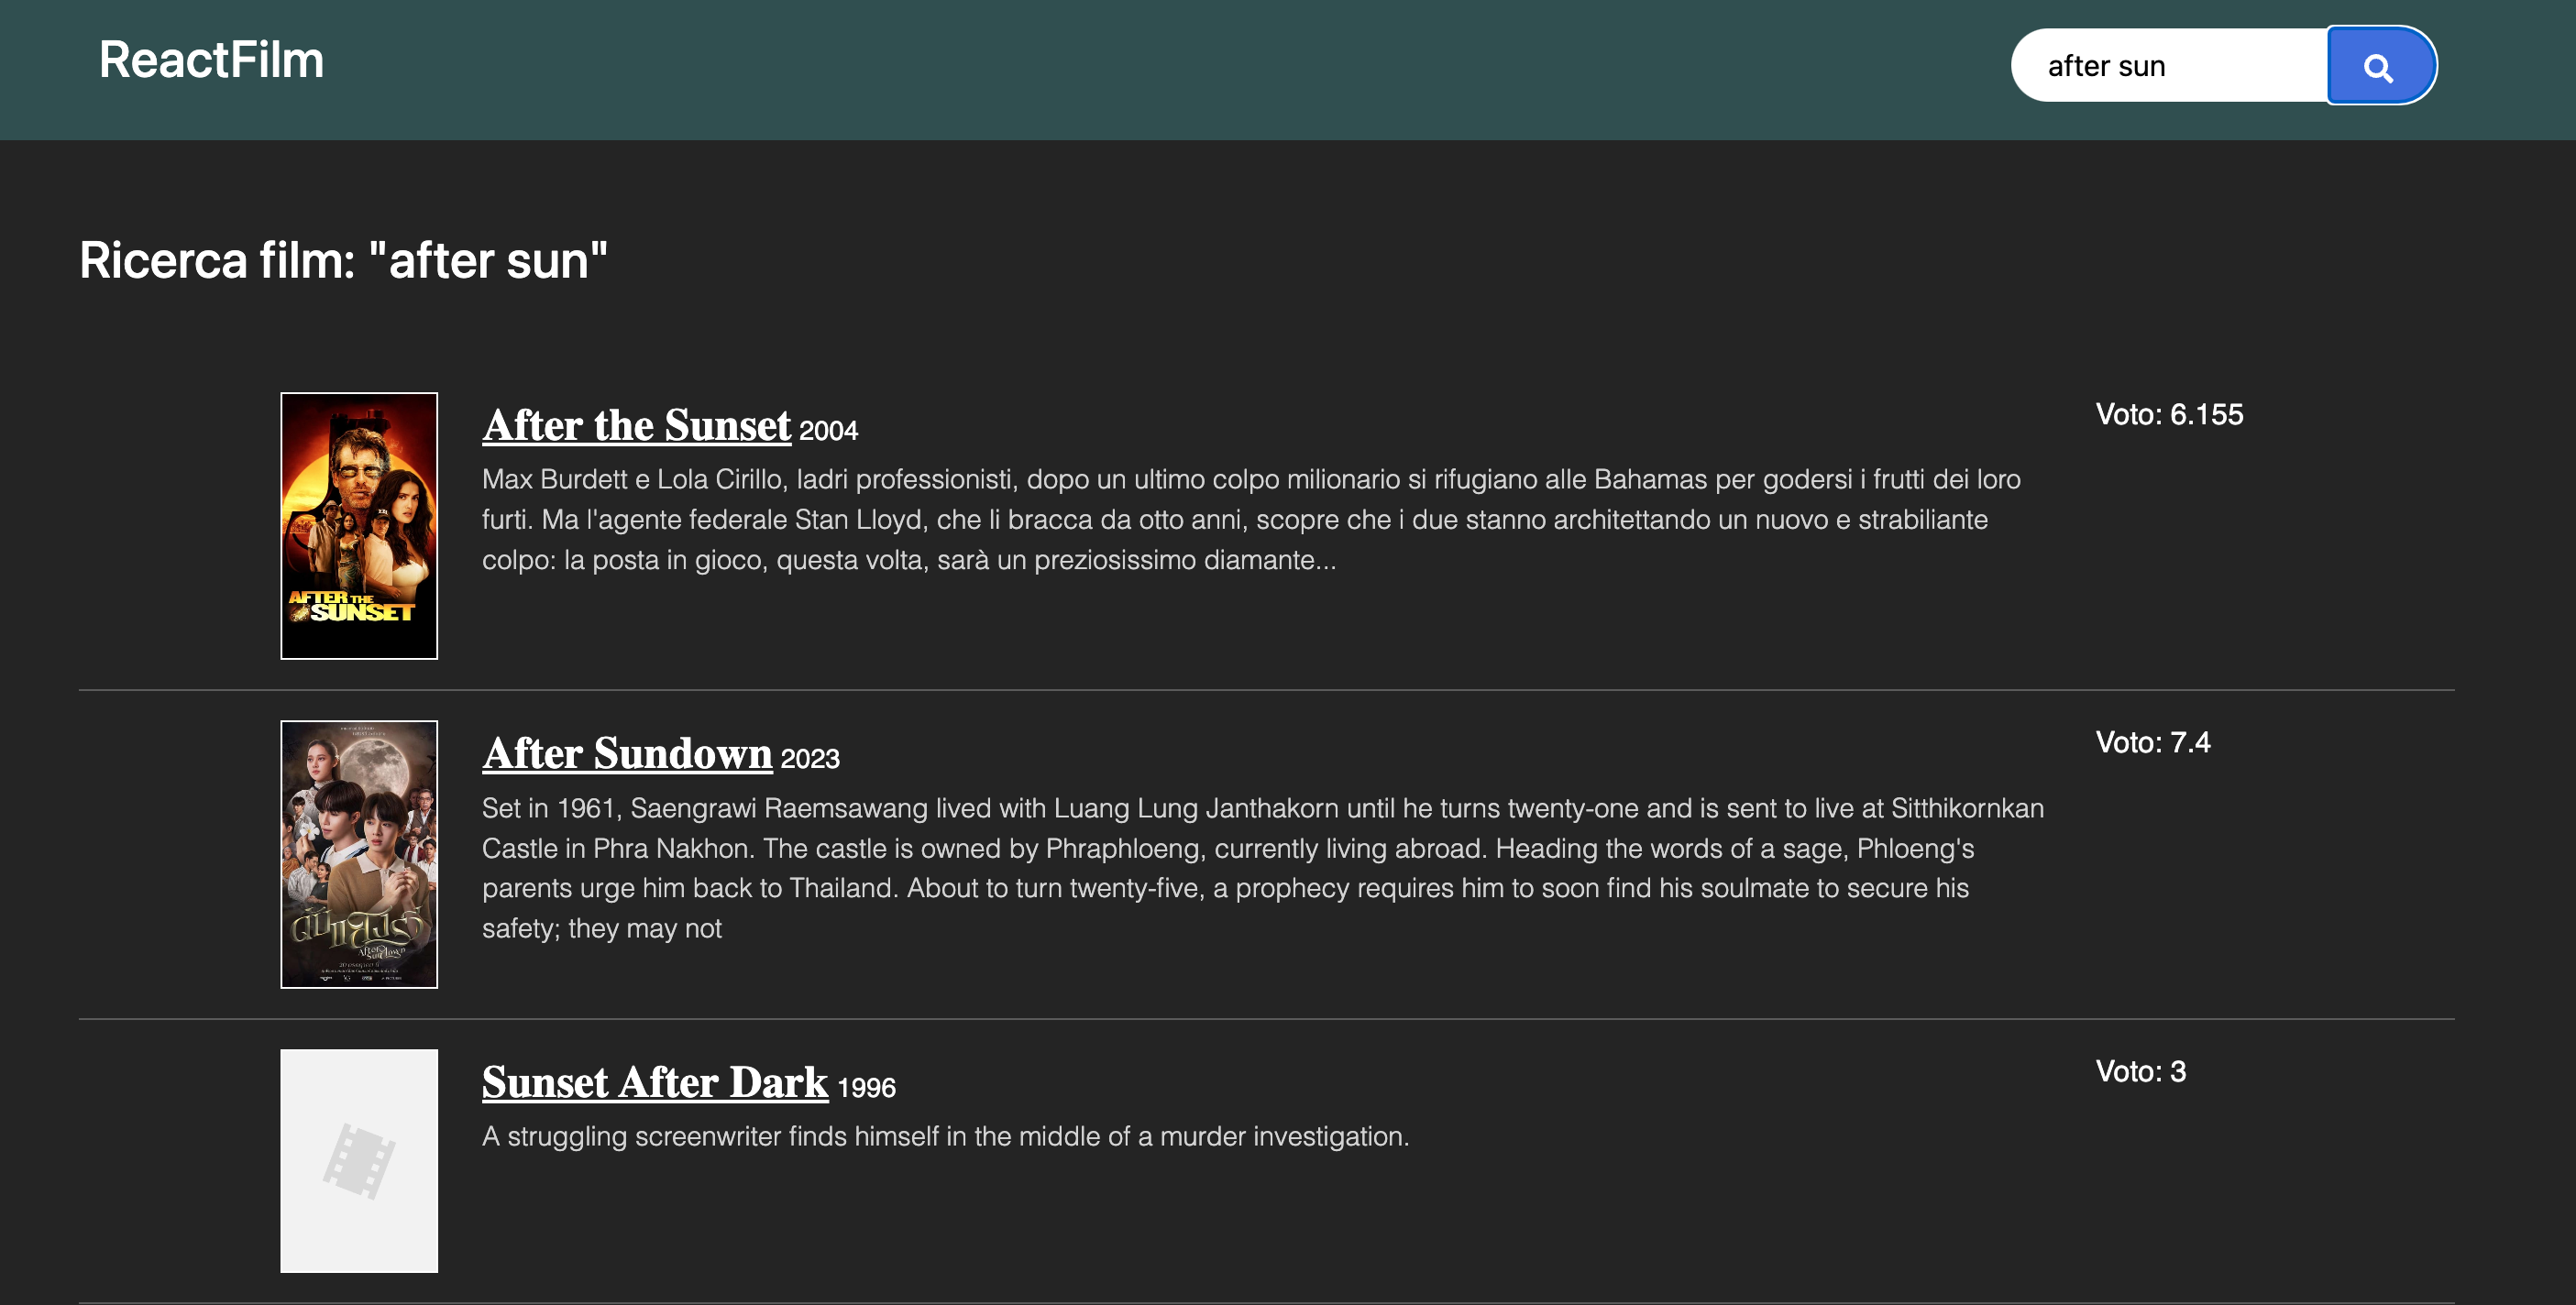 ReactFilm
after sun
Ricerca film: "after sun"
After the Sunset 2004
Voto: 6.155
Max Burdett e Lola Cirillo, ladri professionisti, dopo un ultimo colpo milionario si rifugiano alle Bahamas per godersi i frutti dei loro
furti. Ma l'agente federale Stan Lloyd, che li bracca da otto anni, scopre che i due stanno architettando un nuovo e strabiliante
colpo: la posta in gioco, questa volta, sarà un preziosissimo diamante...
AFTER THE
SUNSET
After Sundown 2023
Voto: 7.4
Set in 1961, Saengrawi Raemsawang lived with Luang Lung Janthakorn until he turns twenty-one and is sent to live at Sitthikornkan
Castle in Phra Nakhon. The castle is owned by Phraphloeng, currently living abroad. Heading the words of a sage, Phloeng's
parents urge him back to Thailand. About to turn twenty-five, a prophecy requires him to soon find his soulmate to secure his
safety; they may not
After
Sundown
Sunset After Dark 1996
Voto: 3
A struggling screenwriter finds himself in the middle of a murder investigation.